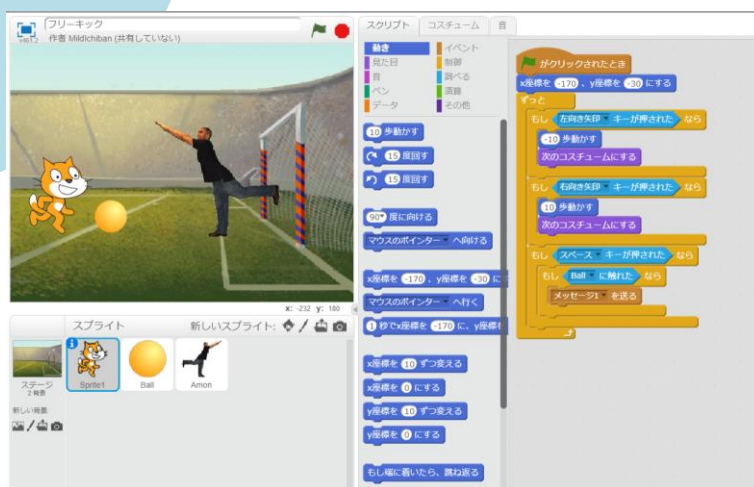 フリーキック
v461.2
作者 MildIchiban (共有していない)
x: -232 y: 180
スプライト
新しいスプライト:
ステージ
2 背景
新しい背景:
Sprite1
Ball
Amon
スクリプト
コスチューム
音
動き
見た目
音
ペン
データ
イベント
制御
調べる
演算
その他
10 歩動かす
15 度回す
15 度回す
90▼ 度に向ける
マウスのポインター へ向ける
x座標を -170 、y座標を -30 に
マウスのポインター へ行く
1 秒でx座標を -170 に、y座標を
x座標を 10 ずつ変える
x座標を 0 にする
y座標を 10 ずつ変える
y座標を 0 にする
もし端に着いたら、跳ね返る
がクリックされたとき
x座標を -170 、y座標を -30 にする
ずっと
もし 左向き矢印 キーが押された なら
-10 歩動かす
次のコスチュームにする
もし 右向き矢印 キーが押された なら
10 歩動かす
次のコスチュームにする
もし スペース キーが押された なら
もし Ball に触れた なら
メッセージ1 を送る